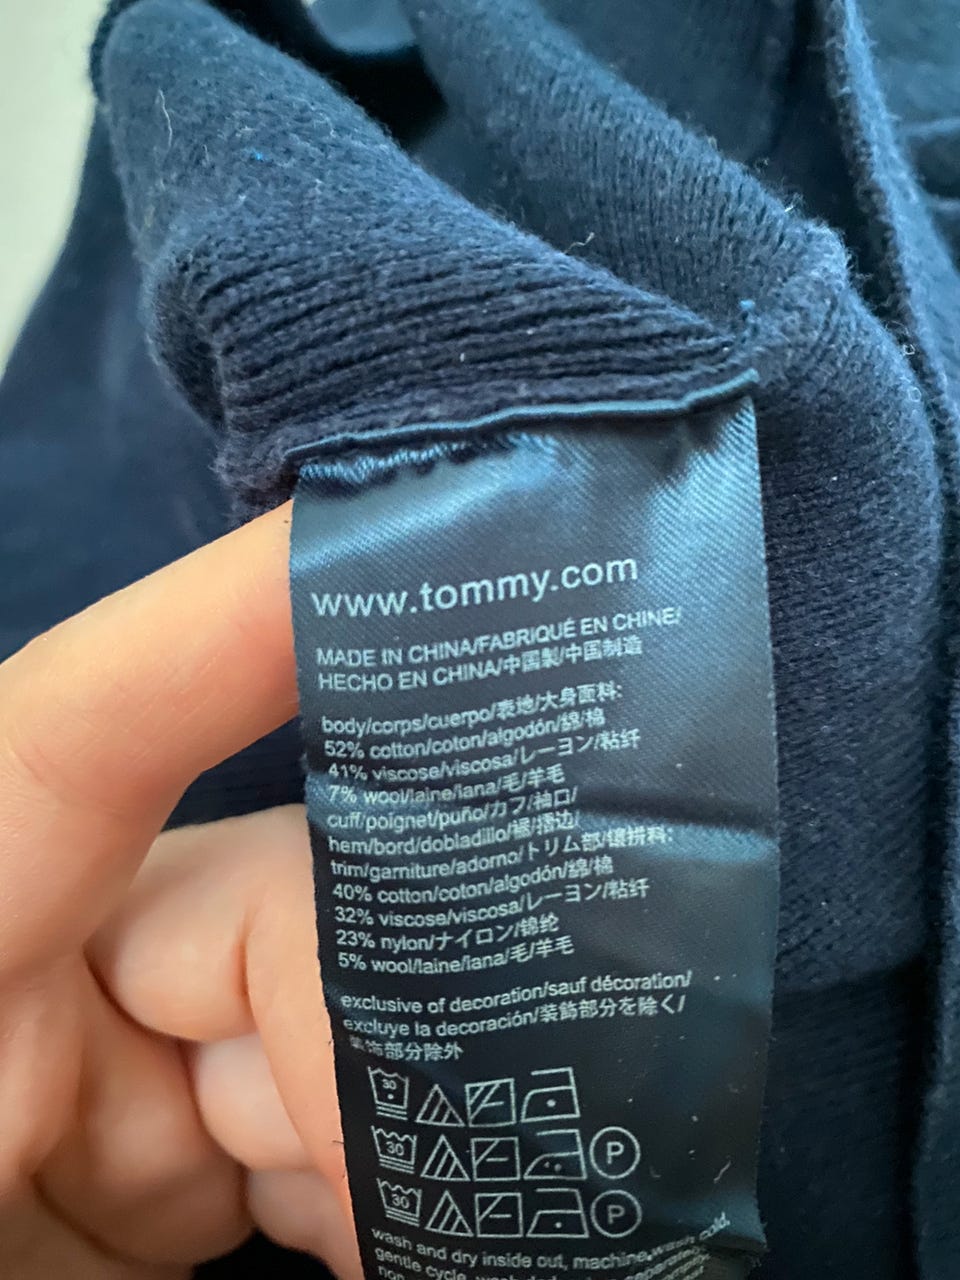 www.tommy.com
MADE IN CHINA/FABRIQUÉ EN CHINE/
HECHO EN CHINA/中国製/中国制造
body/corps/cuerpo/表地/大身面料:
52% cotton/coton/algodón/綿/棉
41% viscose/viscosa/レーヨン/粘纤
7% wool/laine/lana/毛/羊毛
cuff/poignet/puño/カフ/袖口/
hem/bord/dobladillo/裾/摺边/
trim/garniture/adorno/トリム部/镶拼料:
40% cotton/coton/algodón/綿/棉
32% viscose/viscosa/レーヨン/粘纤
23% nylon/ナイロン/锦纶
5% wool/laine/lana/毛/羊毛
exclusive of decoration/sauf décoration/
excluye la decoración/装飾部分を除く/
装饰部分除外
30
30 P
30 P
wash and dry inside out, machine wash cold,
gentle cycle, separately
non